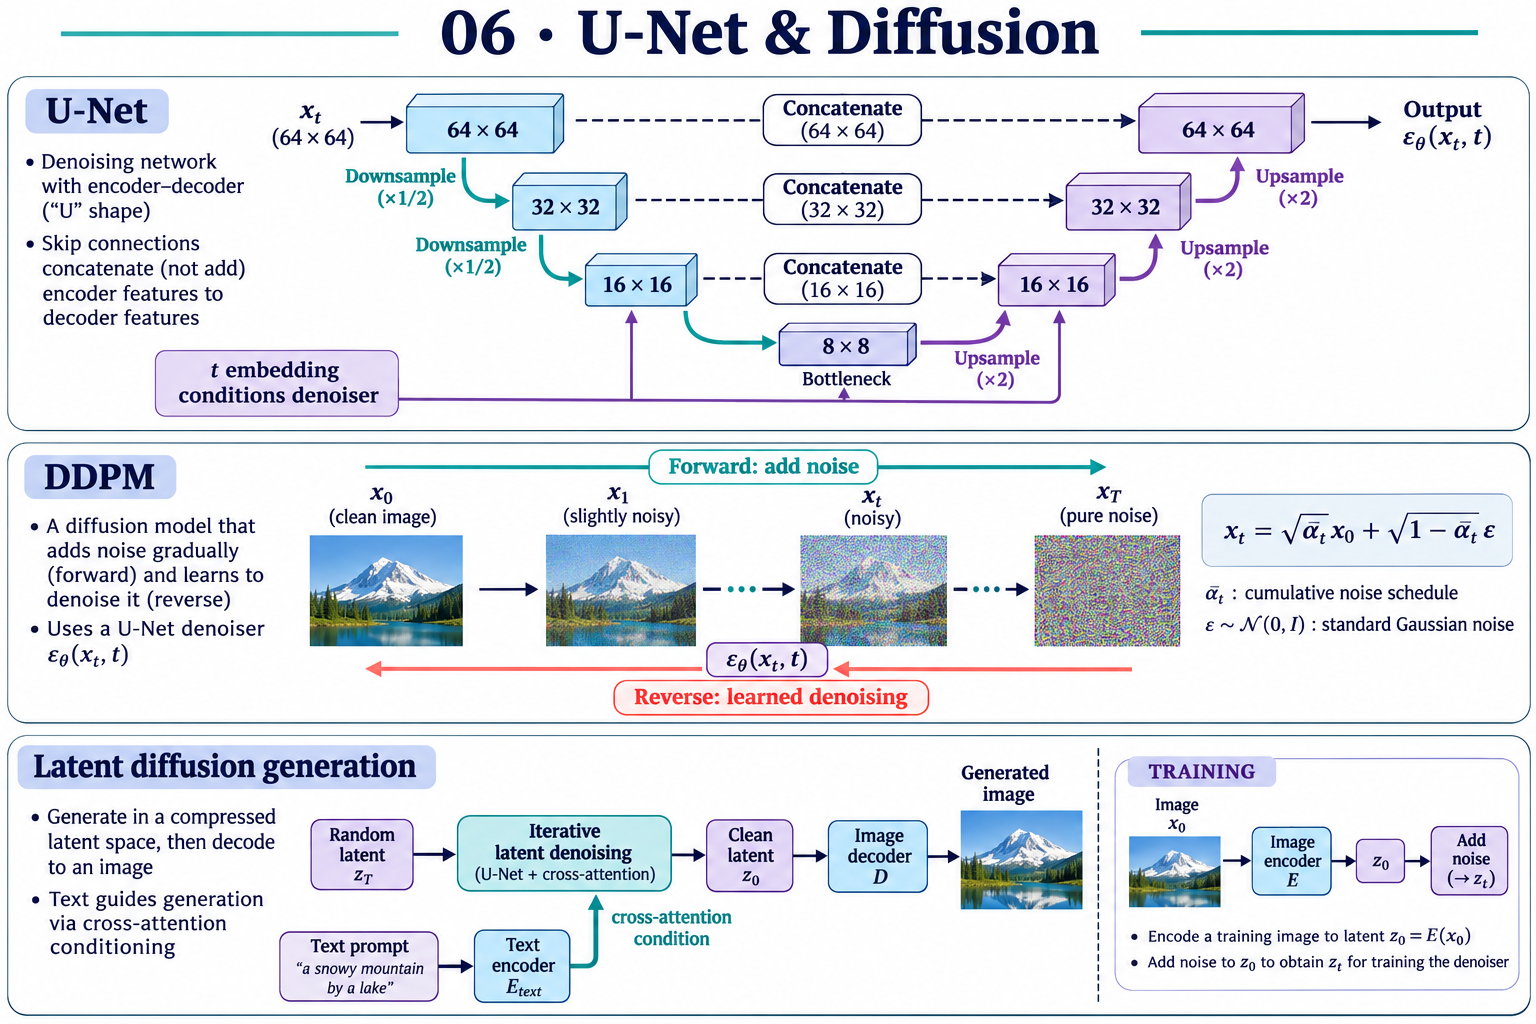 06 · U-Net & Diffusion
U-Net
• Denoising network
with encoder–decoder
(“U” shape)
• Skip connections
concatenate (not add)
encoder features to
decoder features
x_t
(64 × 64)
64 × 64
Concatenate
(64 × 64)
64 × 64
Output
ε_θ(x_t, t)
Downsample
(×1/2)
32 × 32
Concatenate
(32 × 32)
32 × 32
Upsample
(×2)
Downsample
(×1/2)
16 × 16
Concatenate
(16 × 16)
16 × 16
Upsample
(×2)
8 × 8
Bottleneck
Upsample
(×2)
t embedding
conditions denoiser
DDPM
• A diffusion model that
adds noise gradually
(forward) and learns to
denoise it (reverse)
• Uses a U-Net denoiser
ε_θ(x_t, t)
Forward: add noise
x_0
(clean image)
x_1
(slightly noisy)
x_t
(noisy)
x_T
(pure noise)
ε_θ(x_t, t)
Reverse: learned denoising
x_t = √ᾱ_t x_0 + √1 − ᾱ_t ε
ᾱ_t : cumulative noise schedule
ε ~ 𝒩(0, I) : standard Gaussian noise
Latent diffusion generation
• Generate in a compressed
latent space, then decode
to an image
• Text guides generation
via cross-attention
conditioning
Random
latent
z_T
Iterative
latent denoising
(U-Net + cross-attention)
Clean
latent
z_0
Image
decoder
D
Generated
image
Text prompt
“a snowy mountain
by a lake”
Text
encoder
E_text
cross-attention
condition
TRAINING
Image
x_0
Image
encoder
E
z_0
Add
noise
(→ z_t)
• Encode a training image to latent z_0 = E(x_0)
• Add noise to z_0 to obtain z_t for training the denoiser